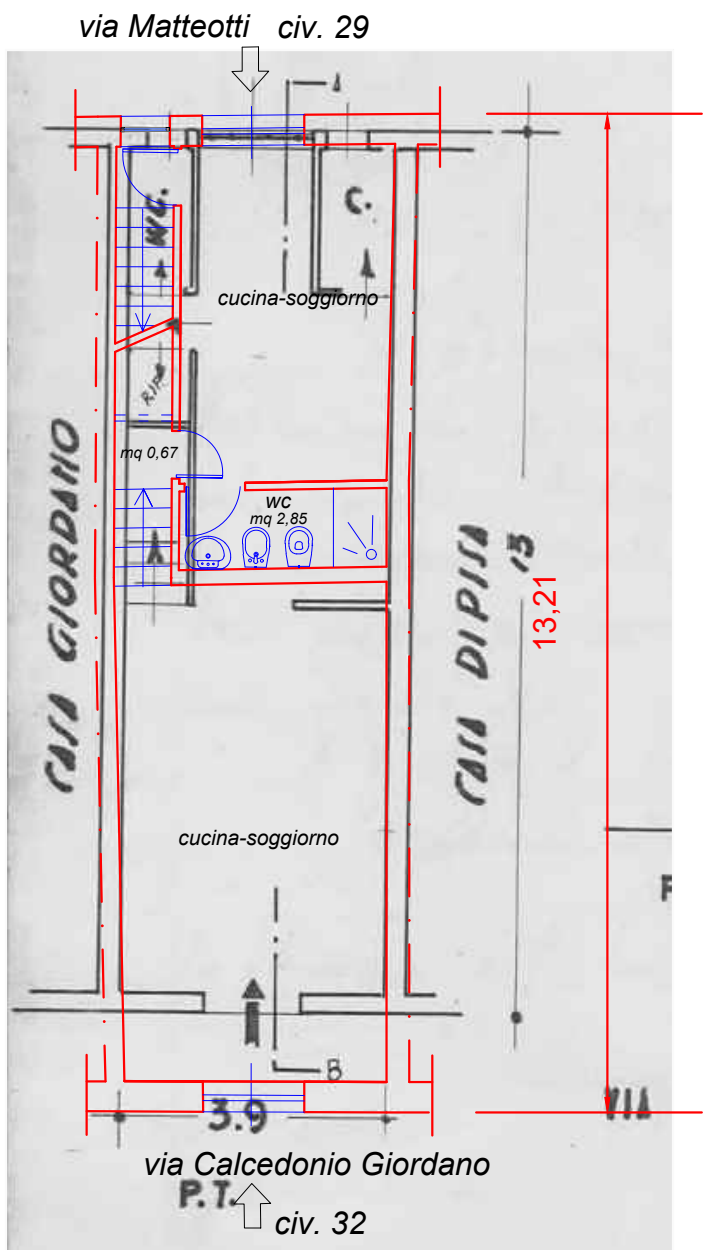 via Matteotti civ. 29
A
W.C.
C.
cucina-soggiorno
RIP.
mq 0,67
wc
mq 2,85
CASA GIORDANO
CASA DI PISA
13
13,21
cucina-soggiorno
B
3.9
VIA
via Calcedonio Giordano
P.T.
civ. 32